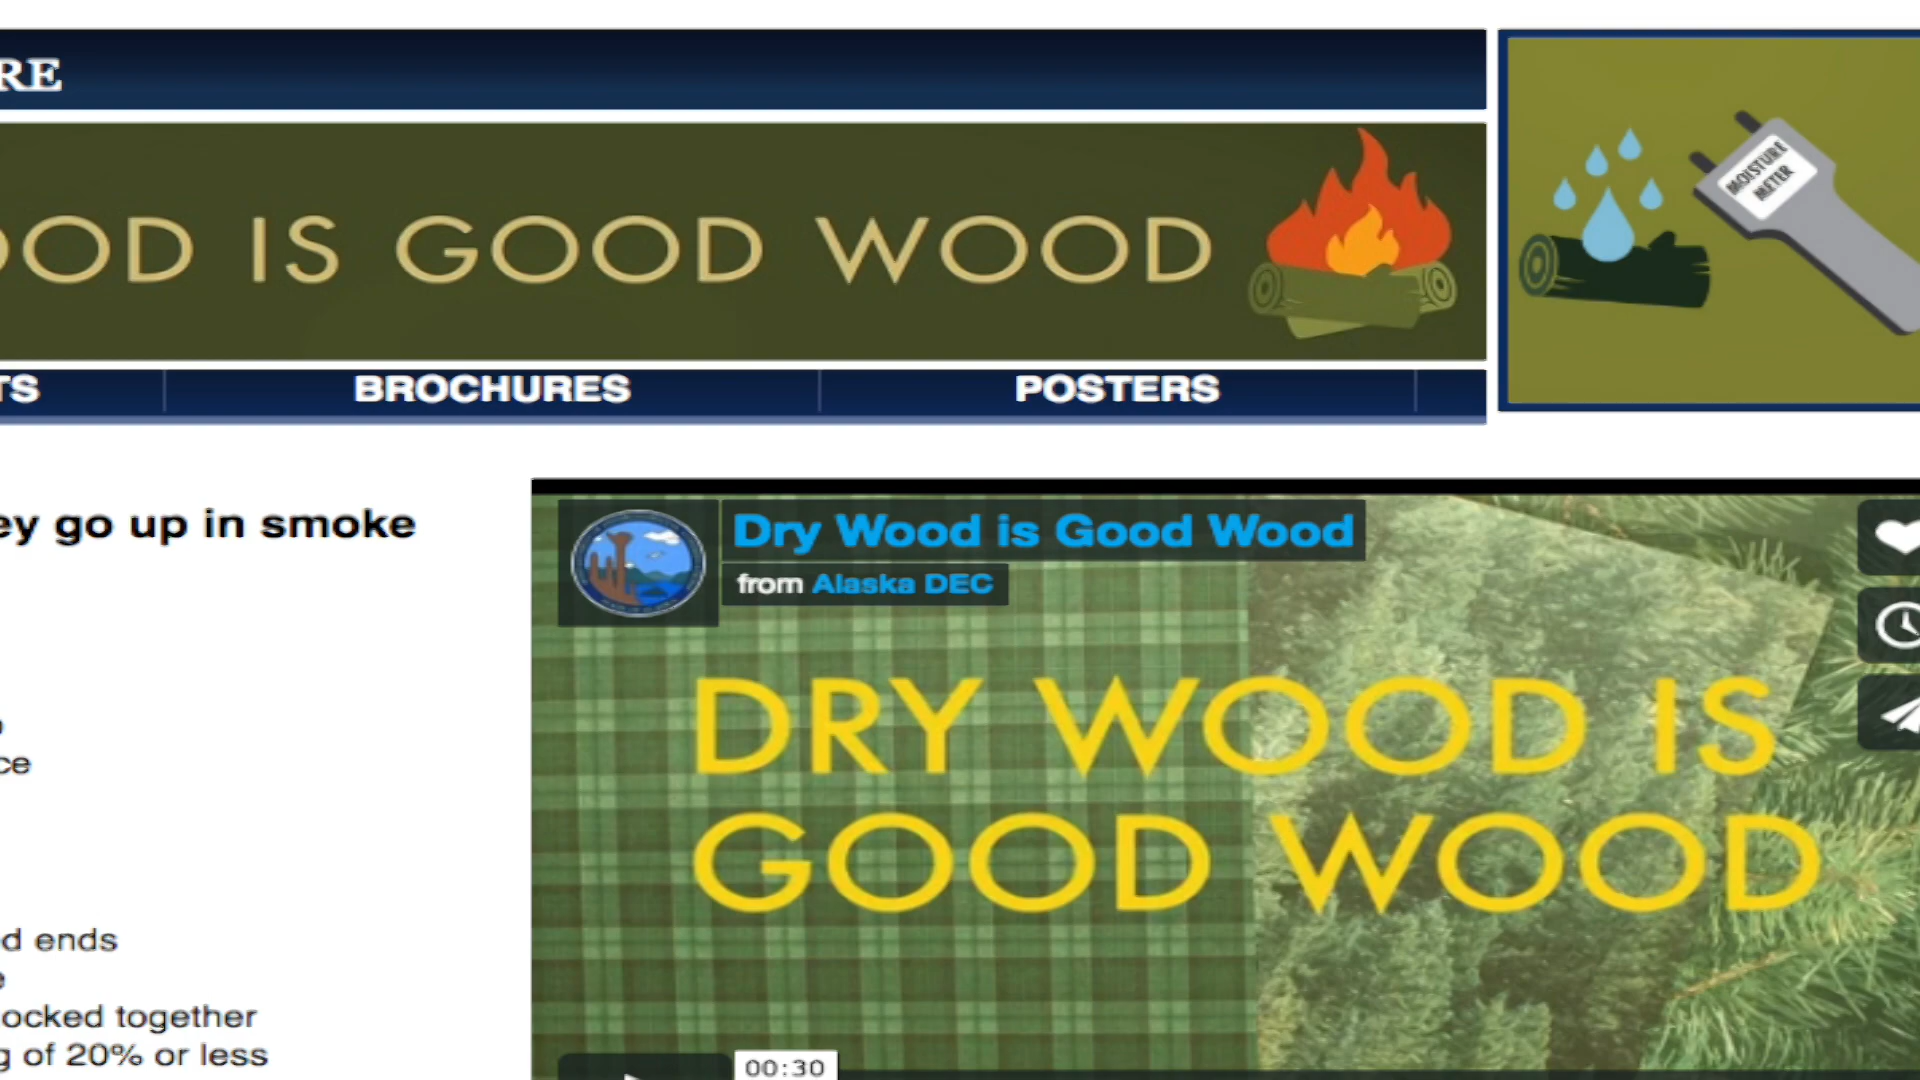 RE
OOD IS GOOD WOOD
MOISTURE
METER
TS
BROCHURES
POSTERS
ey go up in smoke
Dry Wood is Good Wood
from Alaska DEC
DRY WOOD IS
GOOD WOOD
ce
d ends
e
ocked together
g of 20% or less
00:30